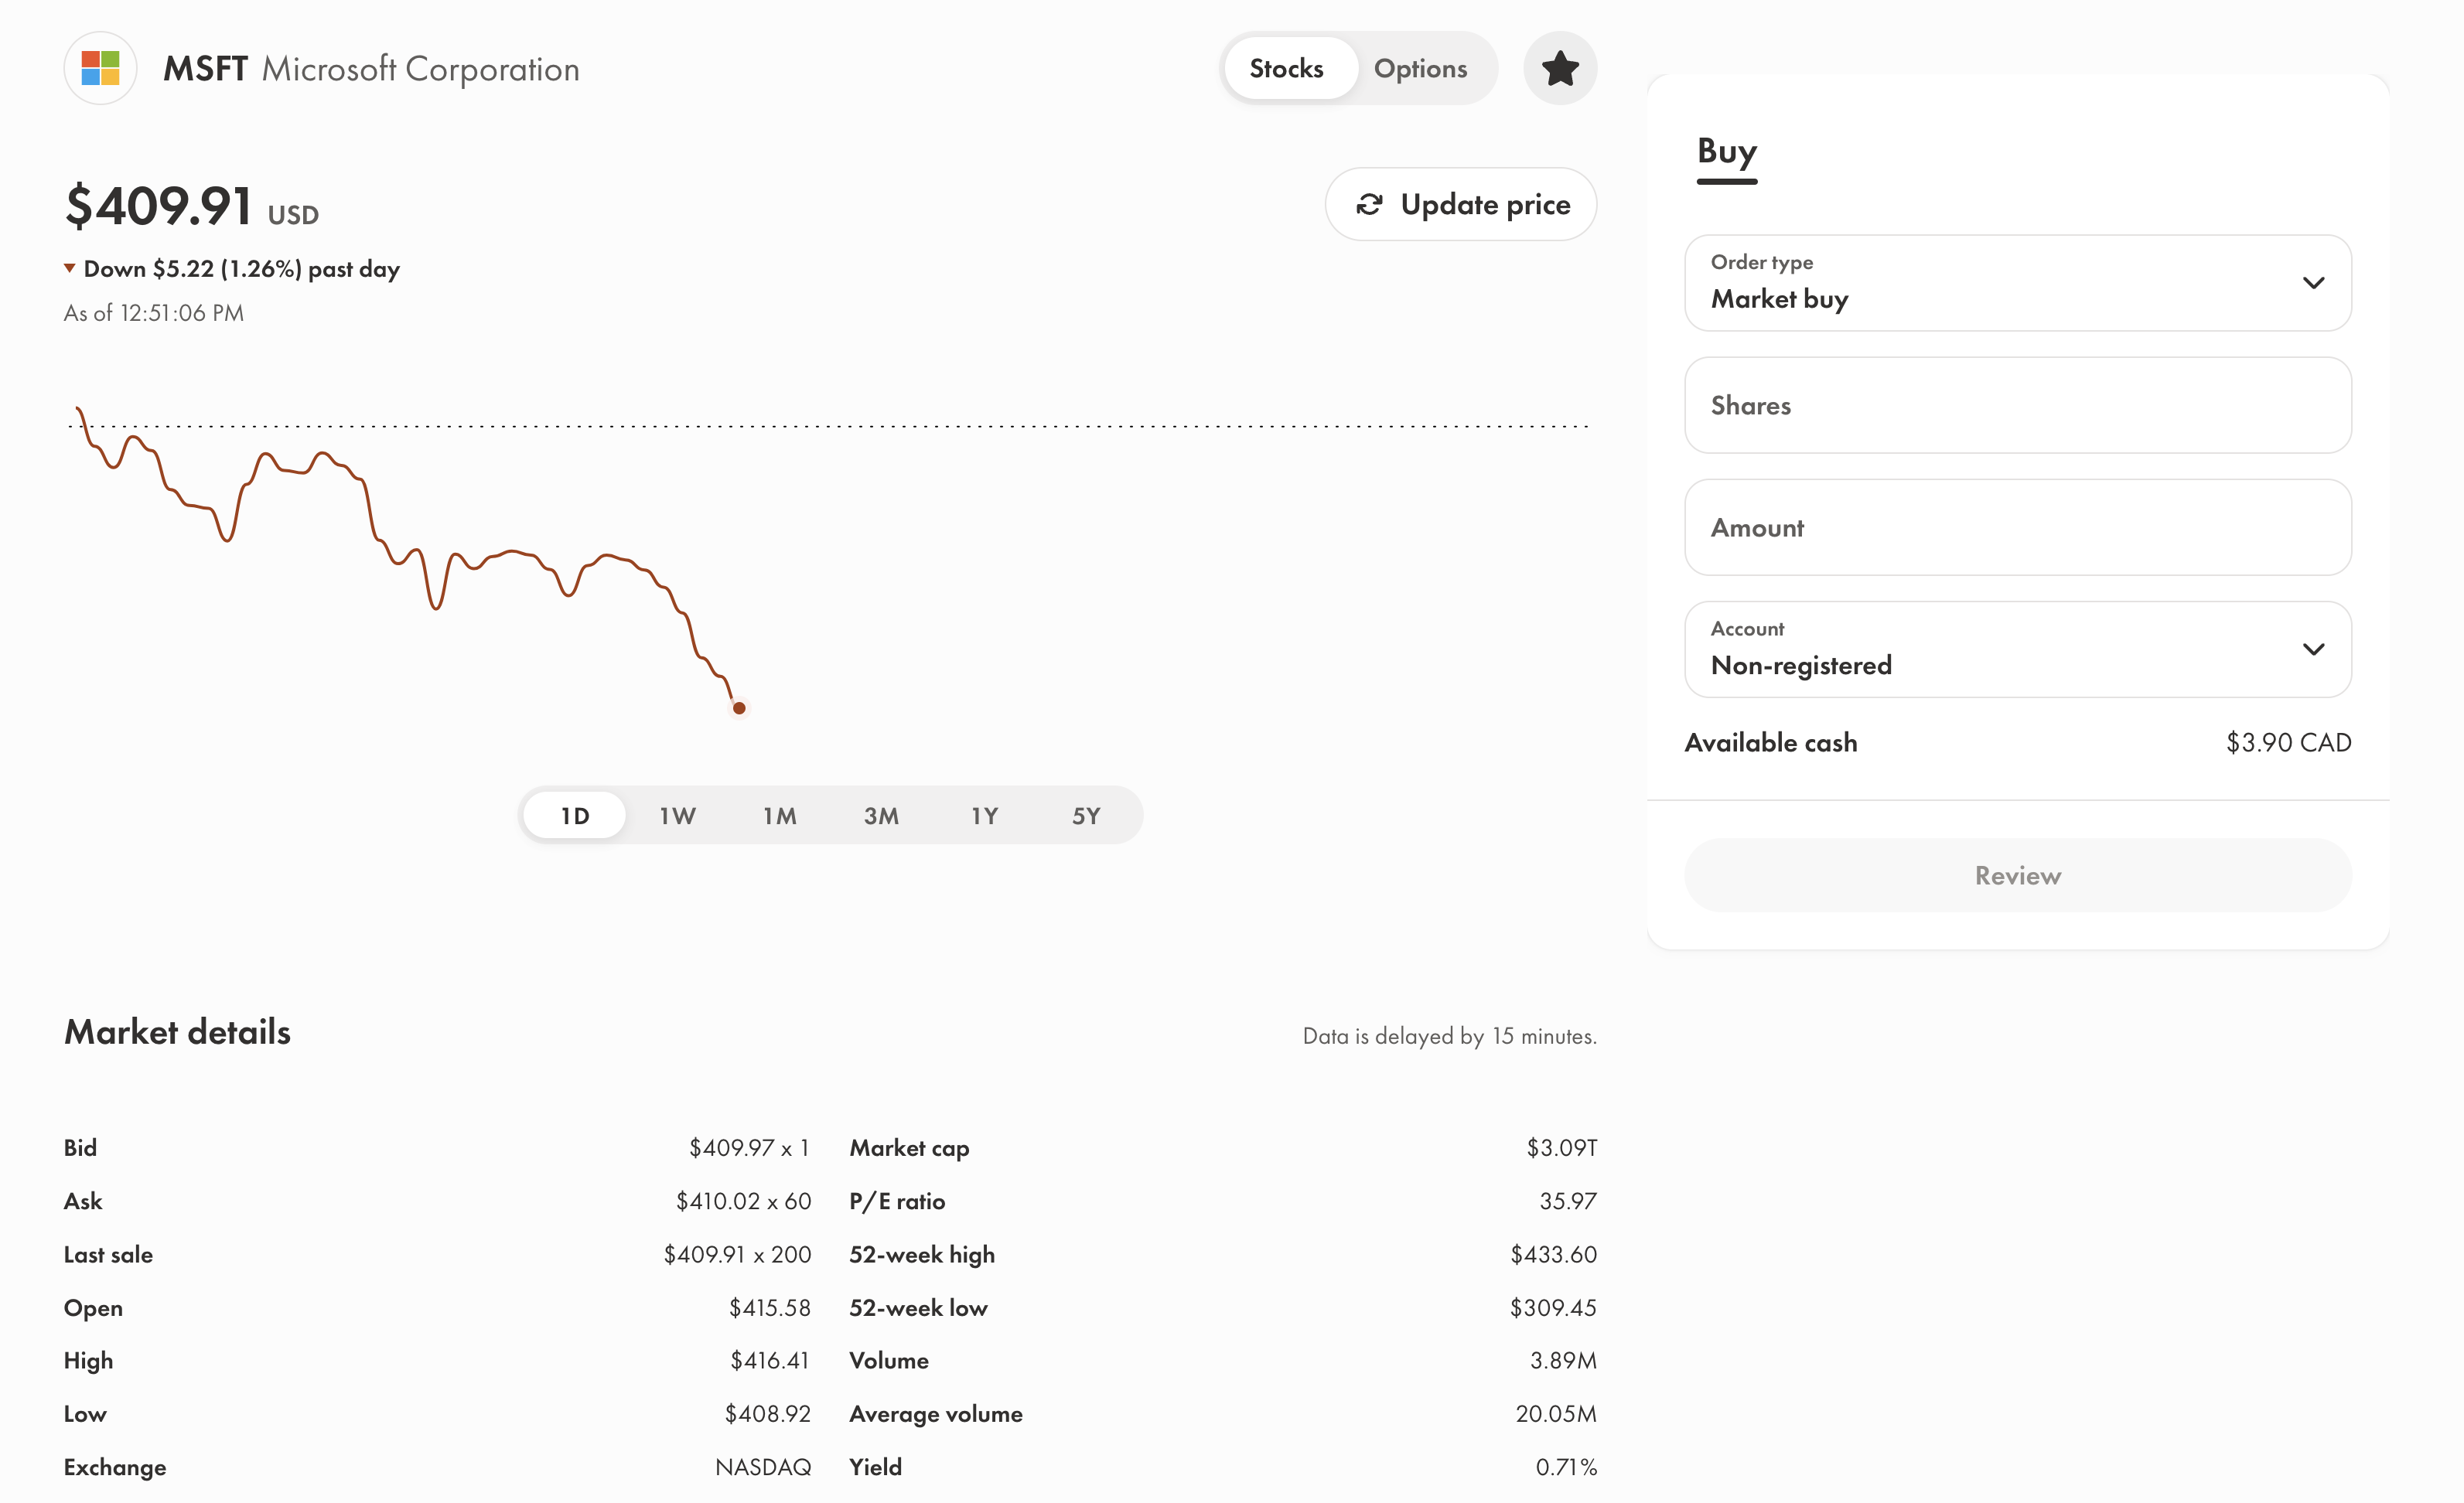 MSFT Microsoft Corporation
Stocks
Options
$409.91 USD
Update price
Down $5.22 (1.26%) past day
As of 12:51:06 PM
1D 1W 1M 3M 1Y 5Y
Buy
Order type
Market buy
Shares
Amount
Account
Non-registered
Available cash $3.90 CAD
Review
Market details
Data is delayed by 15 minutes.
Bid $409.97 x 1 Market cap $3.09T
Ask $410.02 x 60 P/E ratio 35.97
Last sale $409.91 x 200 52-week high $433.60
Open $415.58 52-week low $309.45
High $416.41 Volume 3.89M
Low $408.92 Average volume 20.05M
Exchange NASDAQ Yield 0.71%